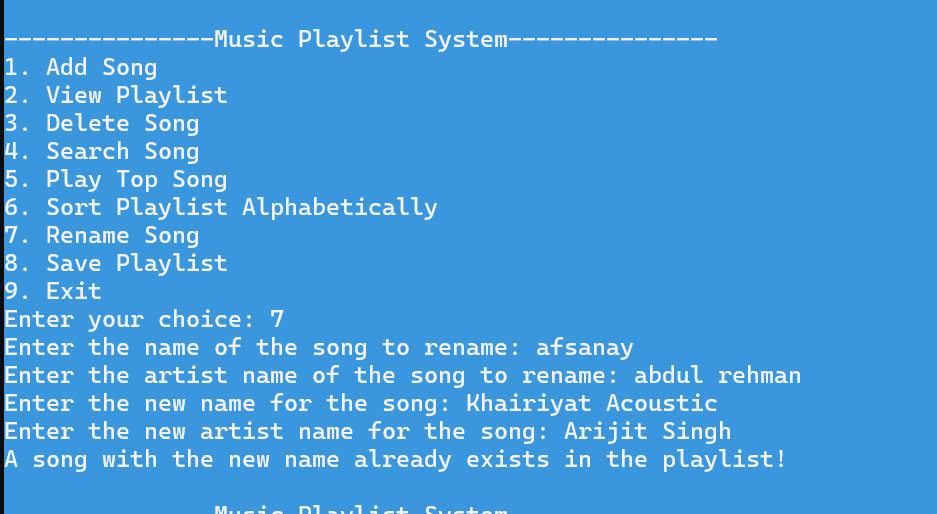 ---------------Music Playlist System---------------
1. Add Song
2. View Playlist
3. Delete Song
4. Search Song
5. Play Top Song
6. Sort Playlist Alphabetically
7. Rename Song
8. Save Playlist
9. Exit
Enter your choice: 7
Enter the name of the song to rename: afsanay
Enter the artist name of the song to rename: abdul rehman
Enter the new name for the song: Khairiyat Acoustic
Enter the new artist name for the song: Arijit Singh
A song with the new name already exists in the playlist!
Music Playlist System